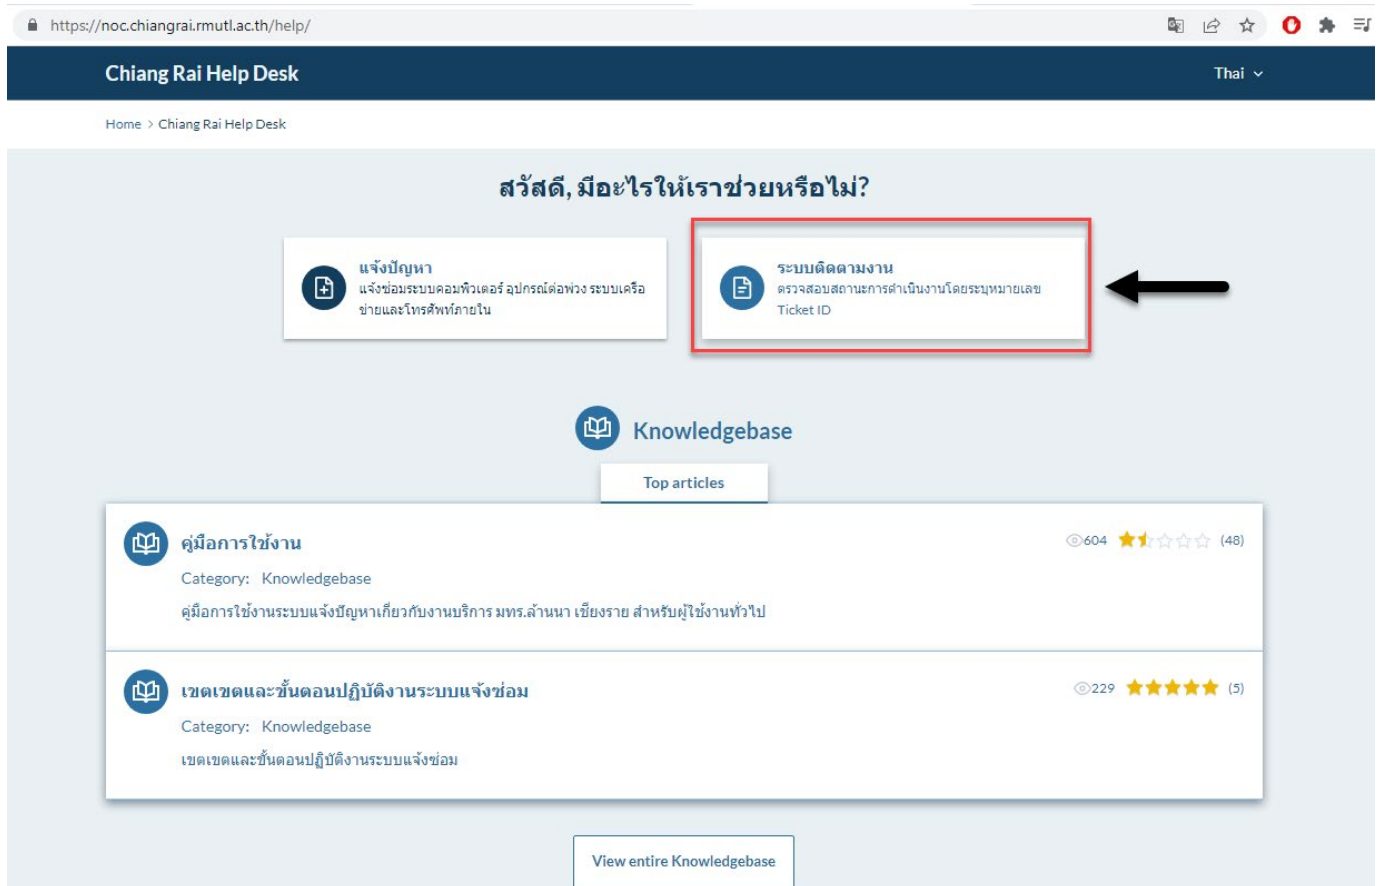 https://noc.chiangrai.rmutl.ac.th/help/
Chiang Rai Help Desk
Thai
Home > Chiang Rai Help Desk
สวัสดี, มีอะไรให้เราช่วยหรือไม่?
แจ้งปัญหา
แจ้งซ่อมระบบคอมพิวเตอร์ อุปกรณ์ต่อพ่วง ระบบเครือ
ข่ายและโทรศัพท์ภายใน
ระบบติดตามงาน
ตรวจสอบสถานะการดำเนินงานโดยระบุหมายเลข
Ticket ID
Knowledgebase
Top articles
คู่มือการใช้งาน
604 (48)
Category: Knowledgebase
คู่มือการใช้งานระบบแจ้งปัญหาเกี่ยวกับงานบริการ มทร.ล้านนา เชียงราย สำหรับผู้ใช้งานทั่วไป
เขตเขตและขั้นตอนปฏิบัติงานระบบแจ้งซ่อม
229 (5)
Category: Knowledgebase
เขตเขตและขั้นตอนปฏิบัติงานระบบแจ้งซ่อม
View entire Knowledgebase